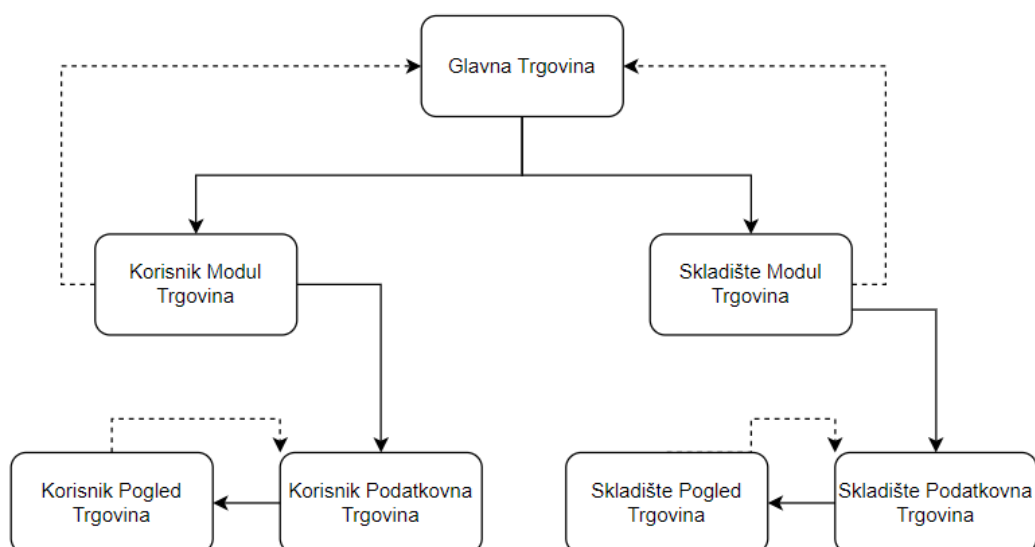 Glavna Trgovina
Korisnik Modul
Trgovina
Skladište Modul
Trgovina
Korisnik Pogled
Trgovina
Korisnik Podatkovna
Trgovina
Skladište Pogled
Trgovina
Skladište Podatkovna
Trgovina